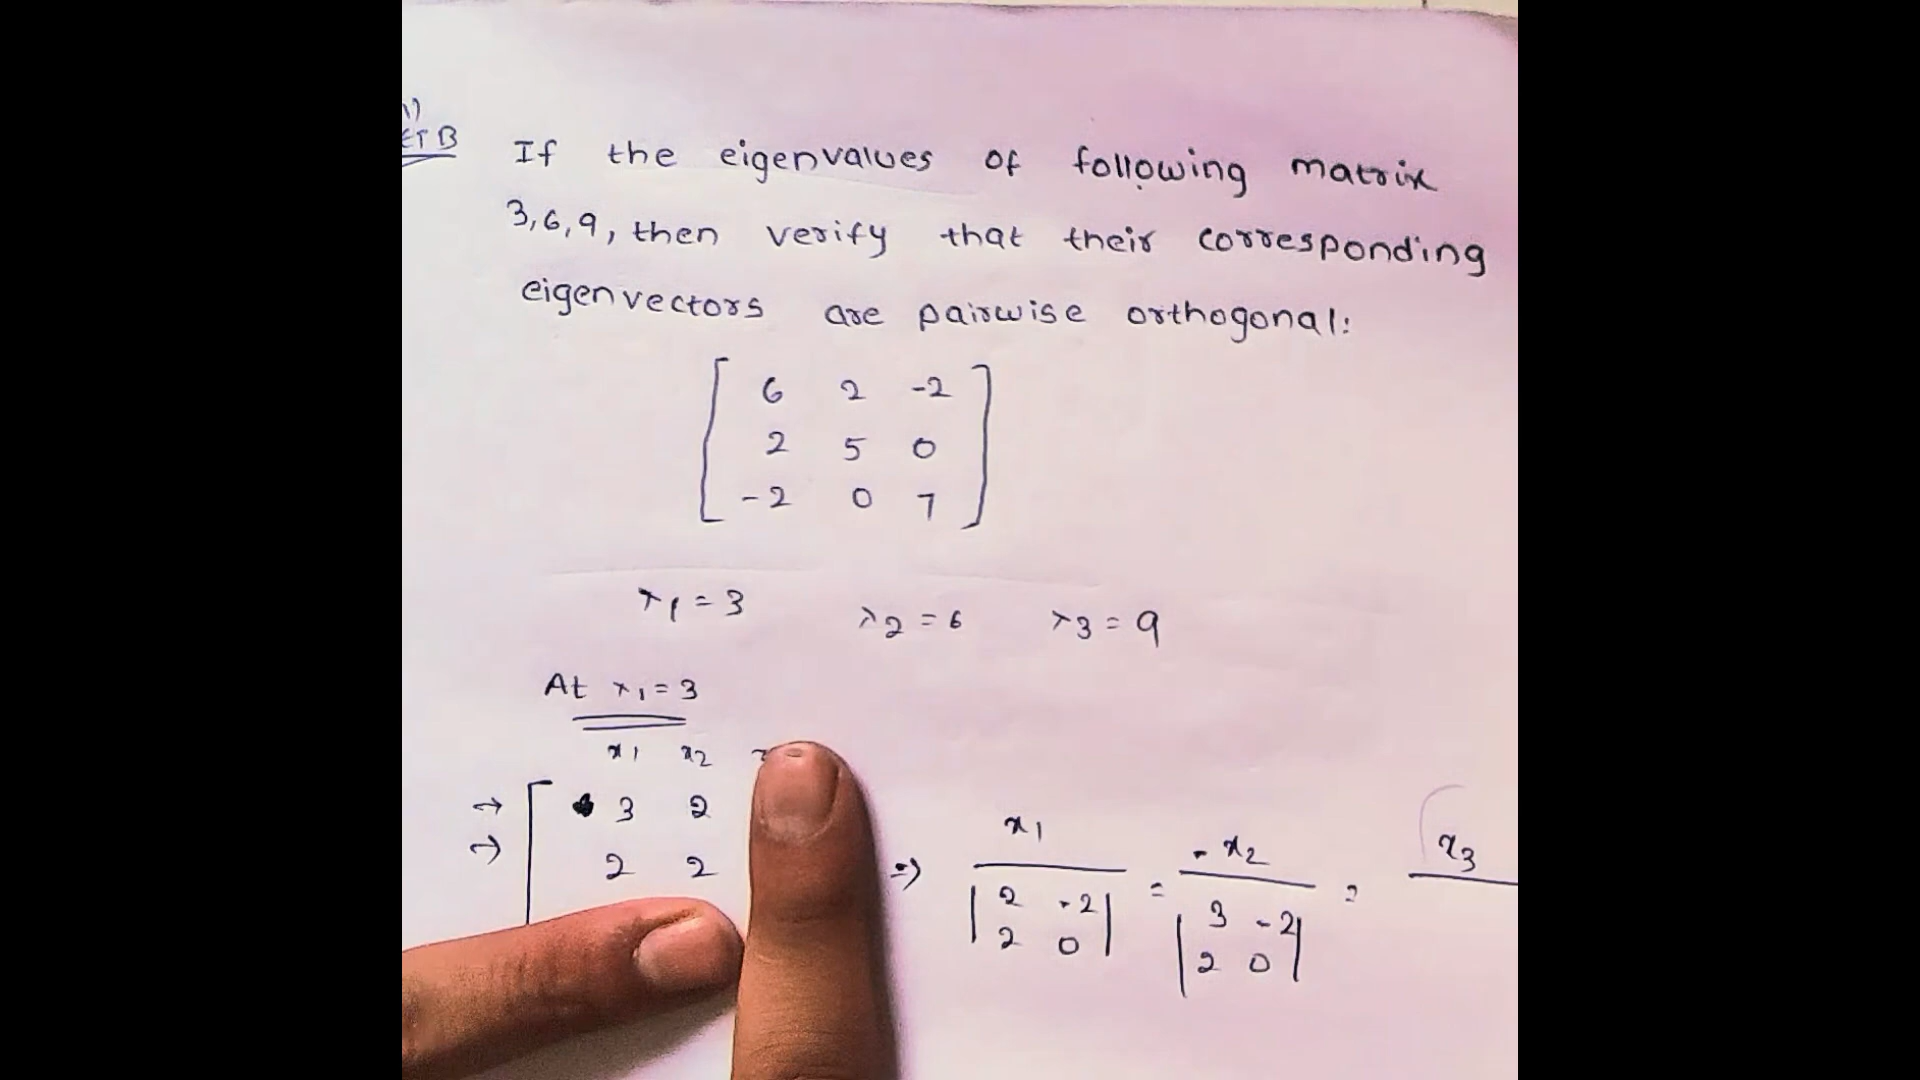 1)
ET B
If the eigenvalues of following matrix
3,6,9, then verify that their corresponding
eigenvectors are pairwise orthogonal:
6 2 -2
2 5 0
-2 0 7
λ1 = 3 λ2 = 6 λ3 = 9
At λ1 = 3
x1 x2
→ 3 2
→ 2 2
⇒ x1 = -x2 = x3
|2 -2| |3 -2|
|2 0| |2 0|